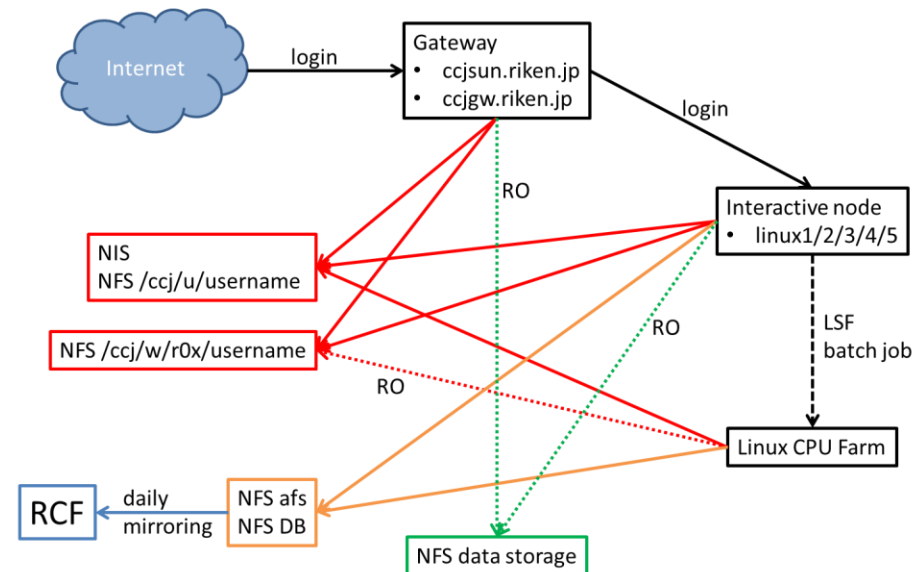 Internet
login
Gateway
• ccjsun.riken.jp
• ccjgw.riken.jp
login
RO
Interactive node
• linux1/2/3/4/5
NIS
NFS /ccj/u/username
NFS /ccj/w/r0x/username
RO
RO
LSF
batch job
Linux CPU Farm
RCF
daily
mirroring
NFS afs
NFS DB
NFS data storage